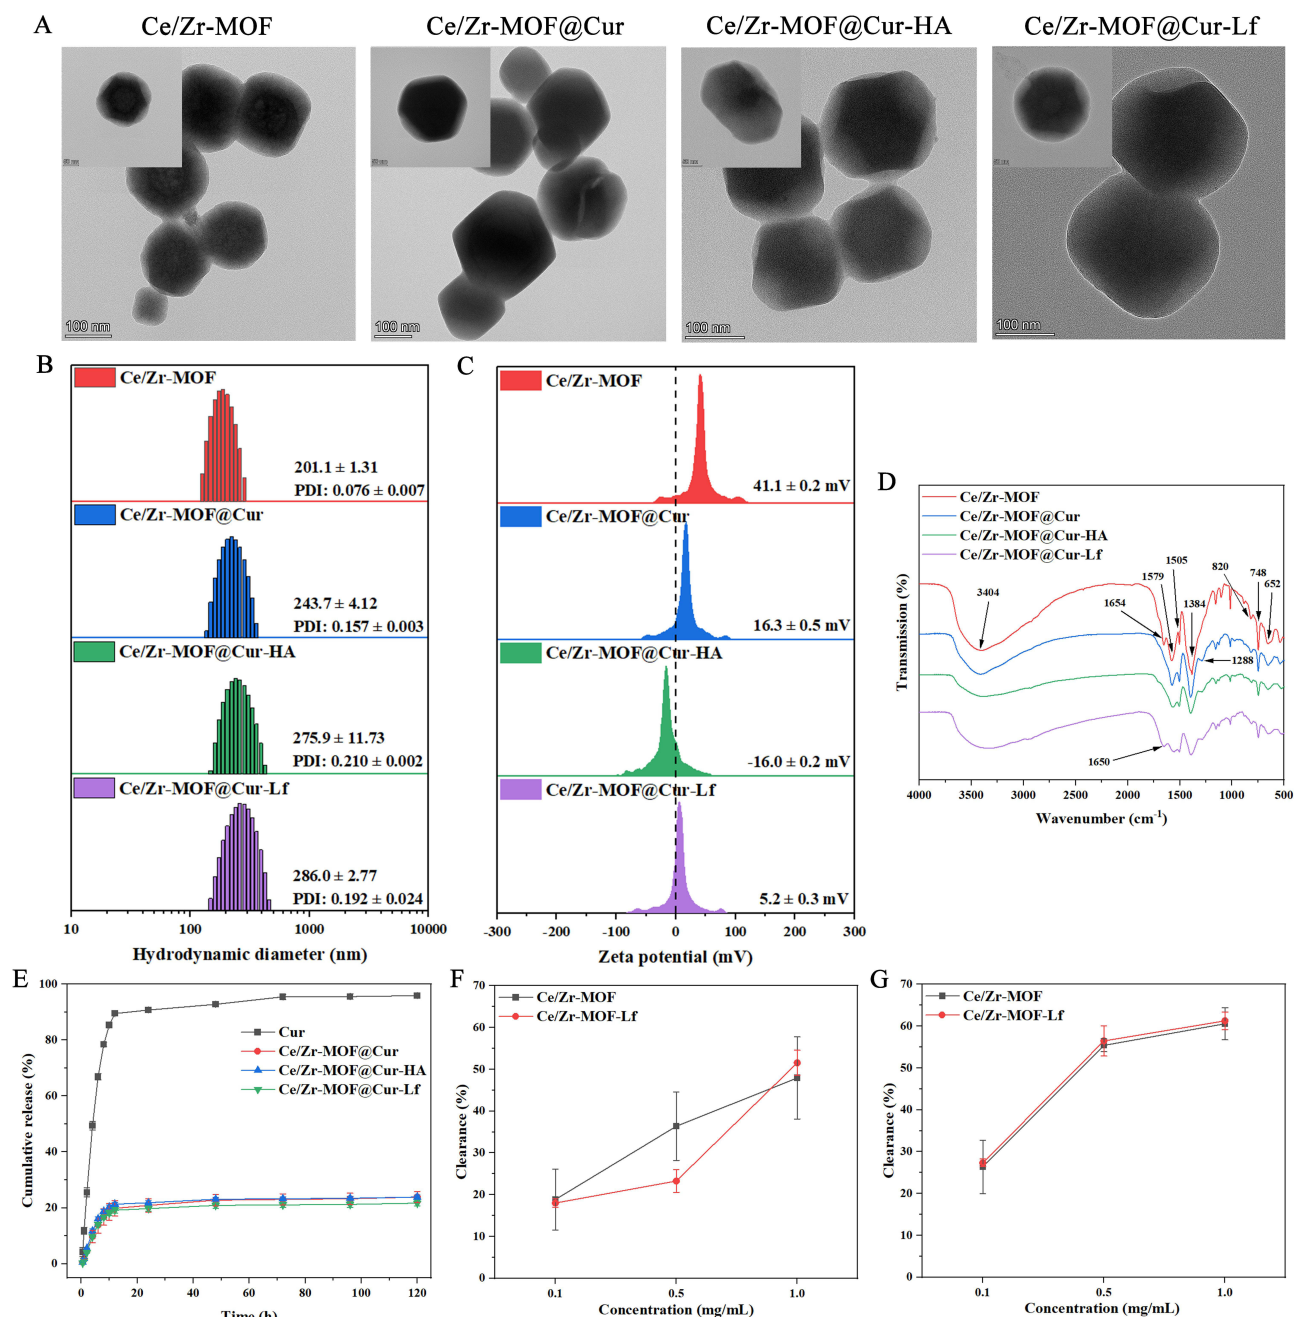 A
Ce/Zr-MOF
Ce/Zr-MOF@Cur
Ce/Zr-MOF@Cur-HA
Ce/Zr-MOF@Cur-Lf
100 nm
100 nm
100 nm
100 nm
B
Ce/Zr-MOF
201.1 ± 1.31
PDI: 0.076 ± 0.007
Ce/Zr-MOF@Cur
243.7 ± 4.12
PDI: 0.157 ± 0.003
Ce/Zr-MOF@Cur-HA
275.9 ± 11.73
PDI: 0.210 ± 0.002
Ce/Zr-MOF@Cur-Lf
286.0 ± 2.77
PDI: 0.192 ± 0.024
10 100 1000 10000
Hydrodynamic diameter (nm)
C
Ce/Zr-MOF
41.1 ± 0.2 mV
Ce/Zr-MOF@Cur
16.3 ± 0.5 mV
Ce/Zr-MOF@Cur-HA
-16.0 ± 0.2 mV
Ce/Zr-MOF@Cur-Lf
5.2 ± 0.3 mV
-300 -200 -100 0 100 200 300
Zeta potential (mV)
D
Ce/Zr-MOF
Ce/Zr-MOF@Cur
Ce/Zr-MOF@Cur-HA
Ce/Zr-MOF@Cur-Lf
3404
1654
1579
1505
1384
820
748
652
1288
1650
Transmission (%)
4000 3500 3000 2500 2000 1500 1000 500
Wavenumber (cm⁻¹)
E
Cur
Ce/Zr-MOF@Cur
Ce/Zr-MOF@Cur-HA
Ce/Zr-MOF@Cur-Lf
100
80
60
40
20
0
Cumulative release (%)
0 20 40 60 80 100 120
Time (h)
F
Ce/Zr-MOF
Ce/Zr-MOF-Lf
70
60
50
40
30
20
10
0
Clearance (%)
0.1 0.5 1.0
Concentration (mg/mL)
G
Ce/Zr-MOF
Ce/Zr-MOF-Lf
70
60
50
40
30
20
10
0
Clearance (%)
0.1 0.5 1.0
Concentration (mg/mL)